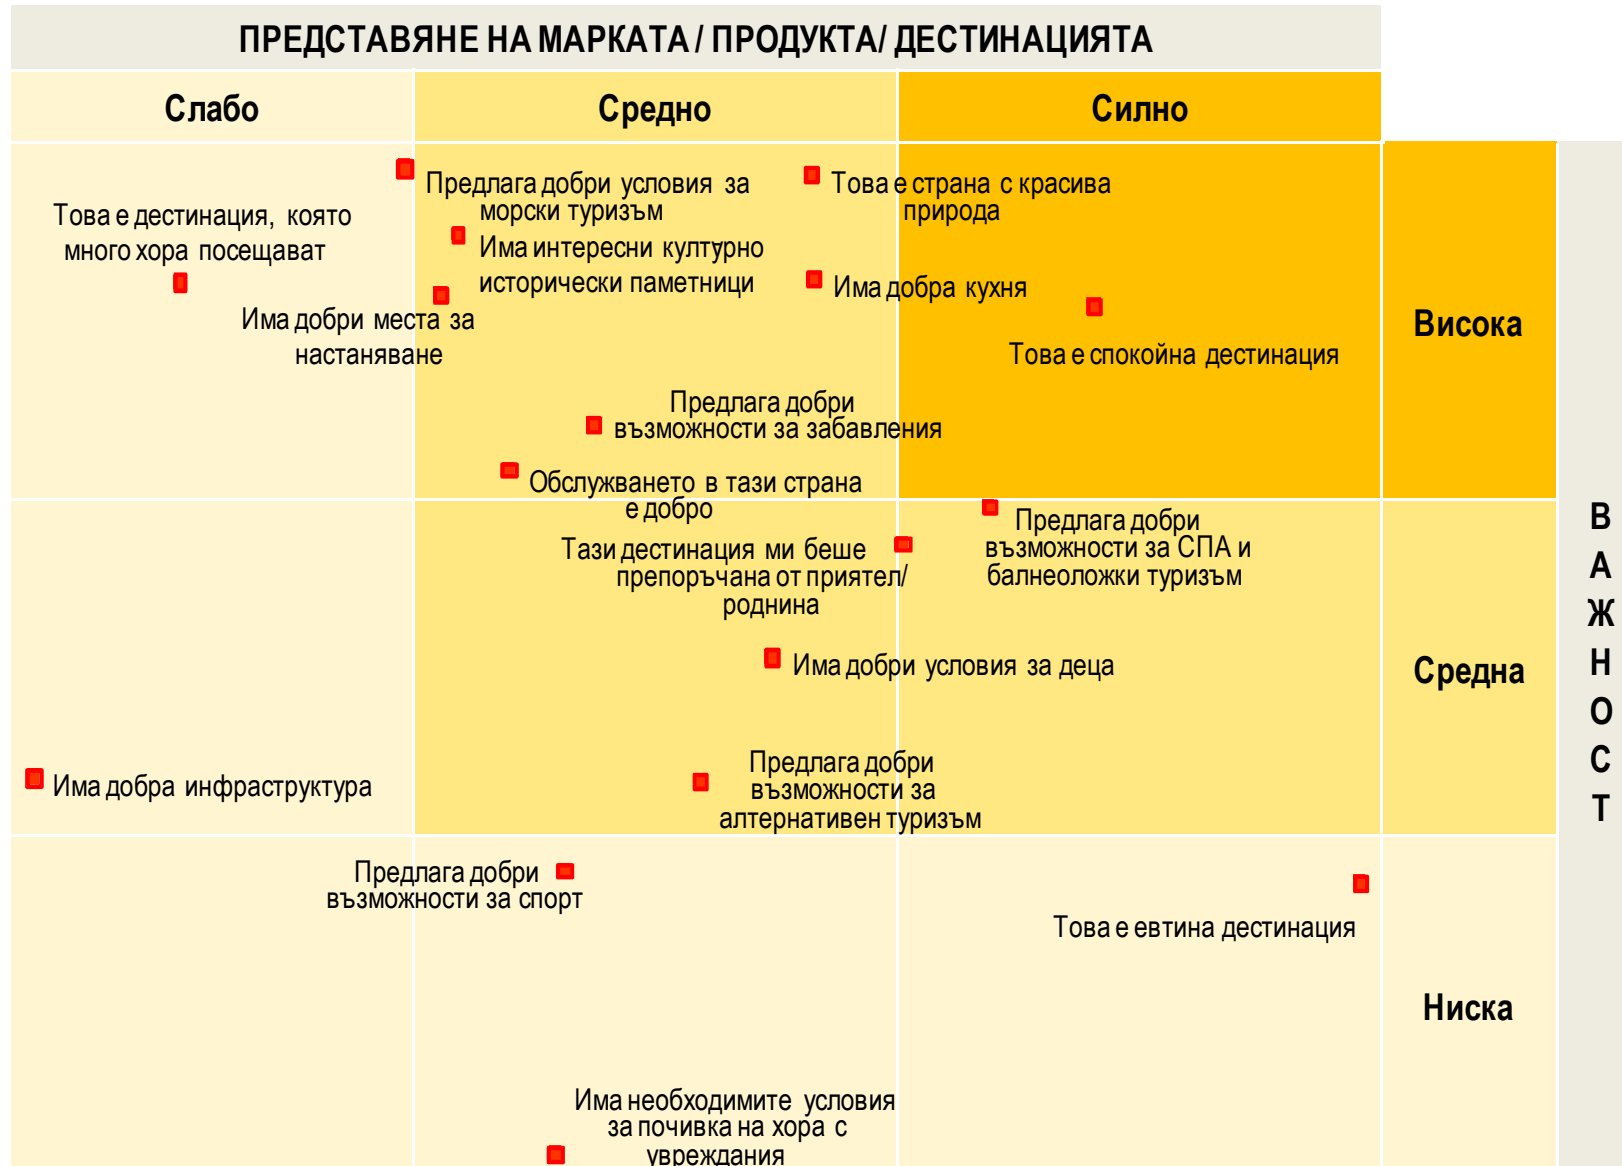 ПРЕДСТАВЯНЕ НА МАРКАТА / ПРОДУКТА/ ДЕСТИНАЦИЯТА
Слабо
Средно
Силно
Предлага добри условия за
морски туризъм
Това е страна с красива
природа
Това е дестинация, която
много хора посещават
Има интересни културно
исторически паметници
Има добра кухня
Има добри места за
настаняване
Това е спокойна дестинация
Висока
Предлага добри
възможности за забавления
Обслужването в тази страна
е добро
Предлага добри
възможности за СПА и
балнеоложки туризъм
Тази дестинация ми беше
препоръчана от приятел/
роднина
Има добри условия за деца
Средна
Има добра инфраструктура
Предлага добри
възможности за
алтернативен туризъм
Предлага добри
възможности за спорт
Това е евтина дестинация
Ниска
Има необходимите условия
за почивка на хора с
увреждания
В
А
Ж
Н
О
С
Т